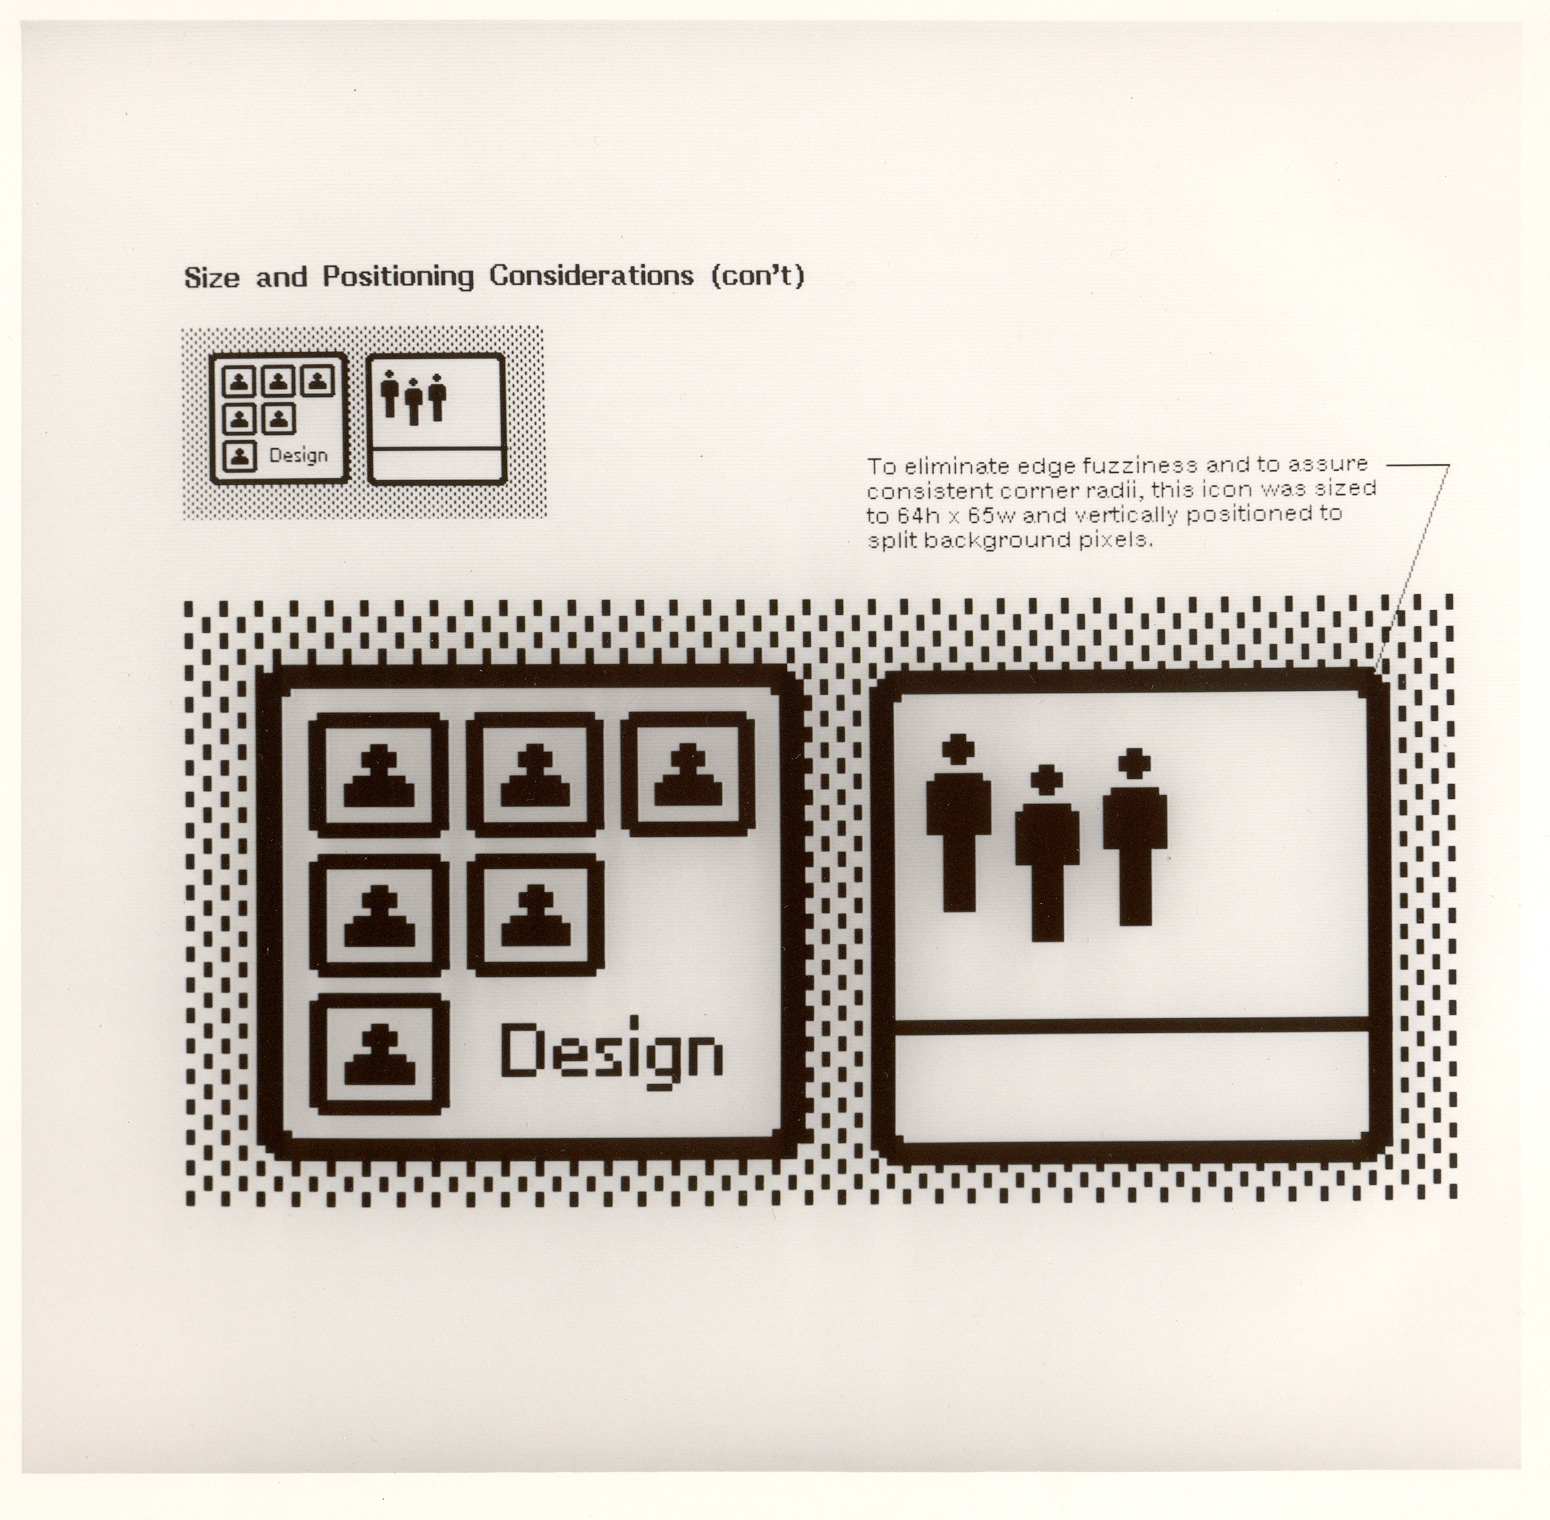 Size and Positioning Considerations (con't)
Design
To eliminate edge fuzziness and to assure
consistent corner radii, this icon was sized
to 64h x 65w and vertically positioned to
split background pixels.
Design